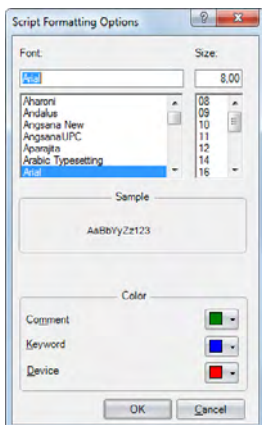 Script Formatting Options
Font: Size:
Arial 8,00
Aharoni 08
Andalus 09
Angsana New 10
AngsanaUPC 11
Aparajita 12
Arabic Typesetting 14
Arial 16
Sample
AaBbYyZz123
Color
Comment
Keyword
Device
OK Cancel